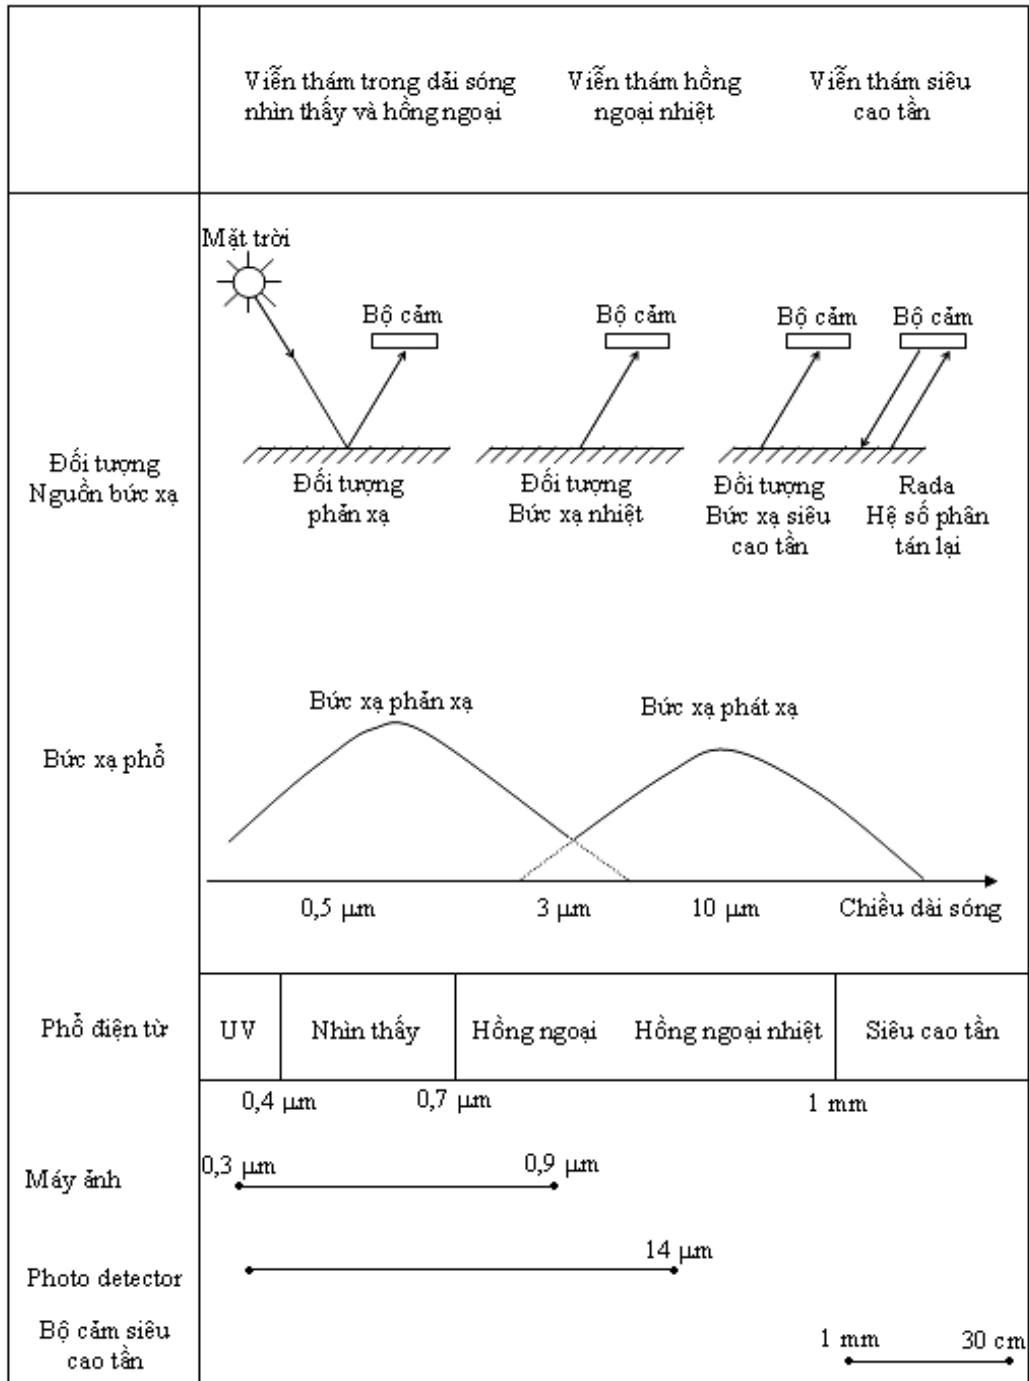 Viễn thám trong dải sóng
nhìn thấy và hồng ngoại
Viễn thám hồng
ngoại nhiệt
Viễn thám siêu
cao tần
Đối tượng
Nguồn bức xạ
Mặt trời
Bộ cảm
Bộ cảm
Bộ cảm
Bộ cảm
Đối tượng
phản xạ
Đối tượng
Bức xạ nhiệt
Đối tượng
Bức xạ siêu
cao tần
Rada
Hệ số phân
tán lại
Bức xạ phổ
Bức xạ phản xạ
Bức xạ phát xạ
0,5 μm
3 μm
10 μm
Chiều dài sóng
Phổ điện từ
UV
Nhìn thấy
Hồng ngoại
Hồng ngoại nhiệt
Siêu cao tần
0,4 μm
0,7 μm
1 mm
Máy ảnh
0,3 μm
0,9 μm
Photo detector
14 μm
Bộ cảm siêu
cao tần
1 mm
30 cm